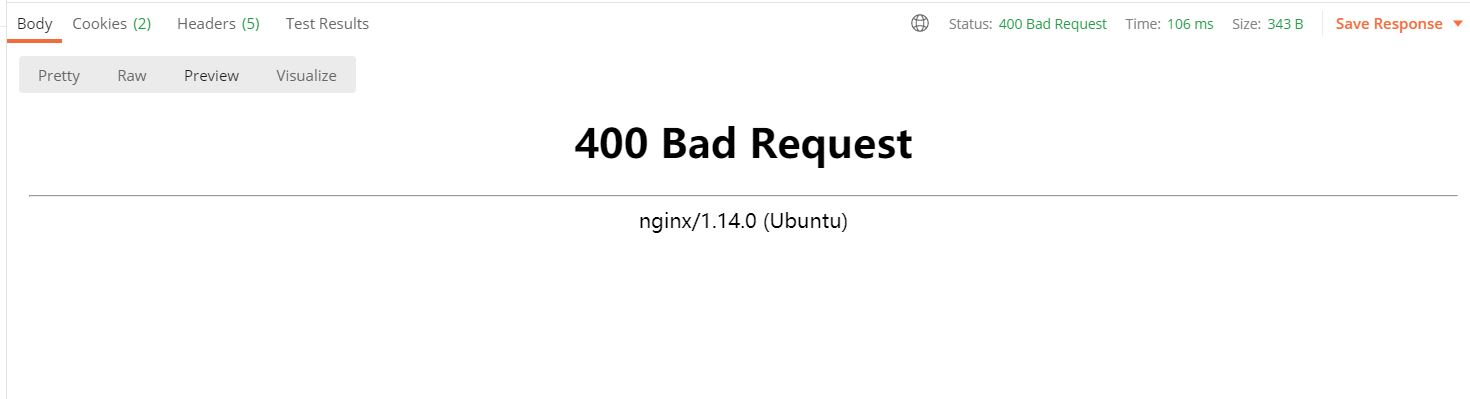 Body Cookies (2) Headers (5) Test Results Status: 400 Bad Request Time: 106 ms Size: 343 B Save Response
Pretty Raw Preview Visualize
400 Bad Request
nginx/1.14.0 (Ubuntu)